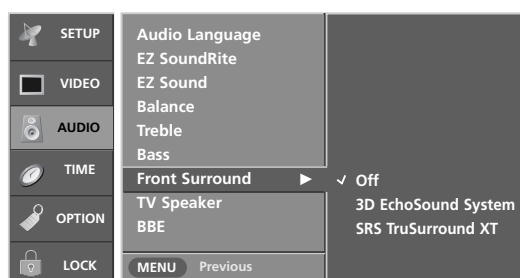 SETUP
VIDEO
AUDIO
TIME
OPTION
LOCK
Audio Language
EZ SoundRite
EZ Sound
Balance
Treble
Bass
Front Surround ▶
TV Speaker
BBE
MENU Previous
✓ Off
3D EchoSound System
SRS TruSurround XT